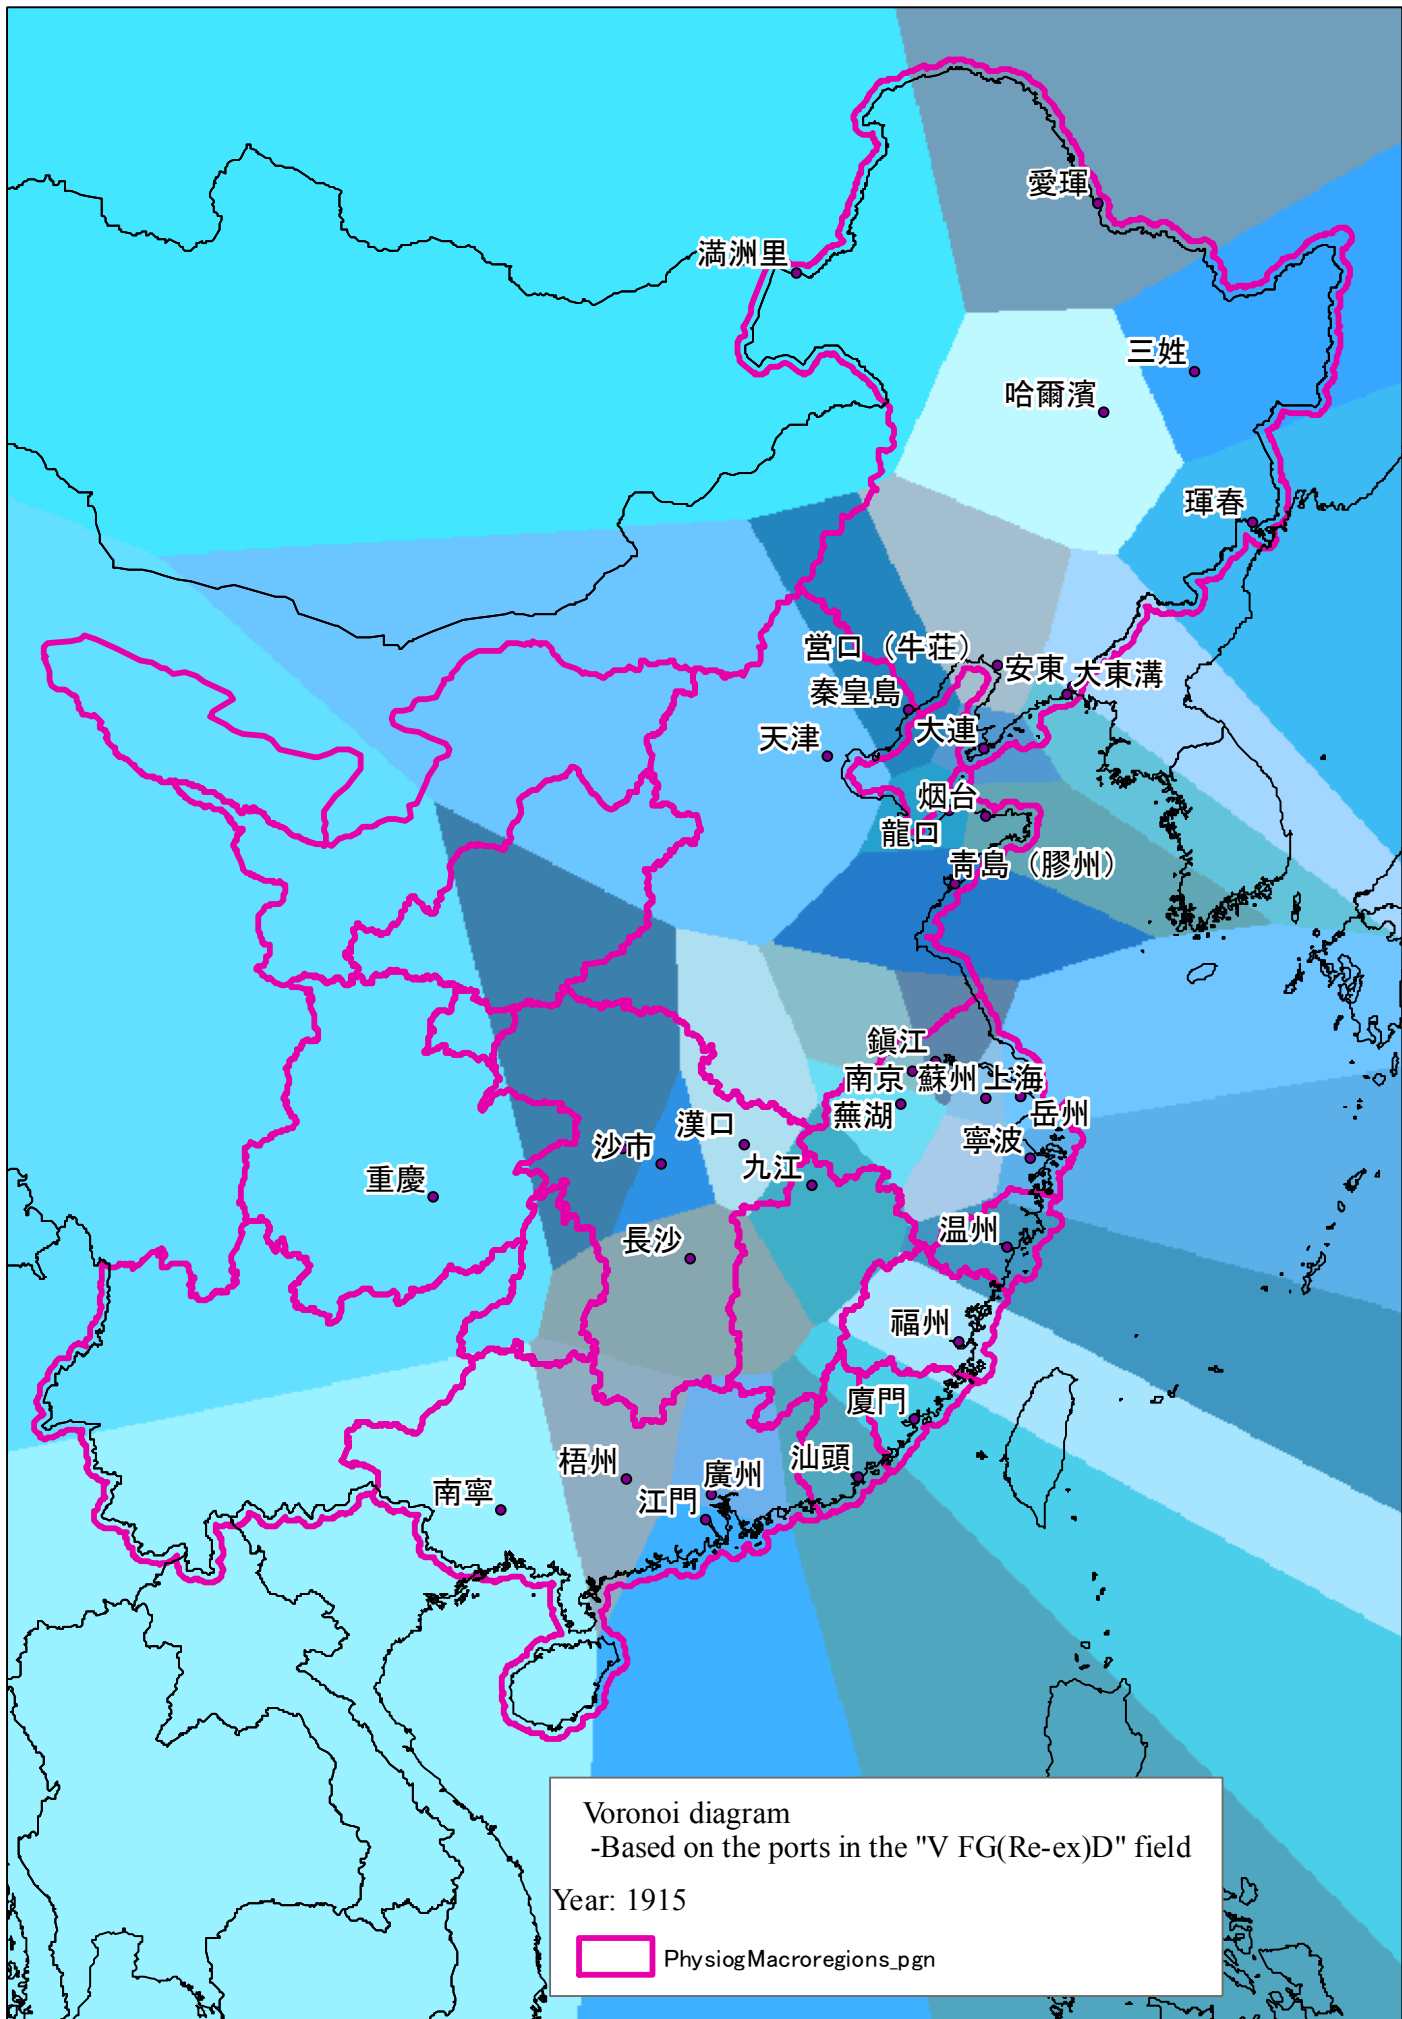 愛琿
満洲里
三姓
哈爾濱
琿春
営口（牛荘）
安東
大東溝
秦皇島
大連
天津
烟台
龍口
青島（膠州）
鎭江
南京
蘇州
上海
蕪湖
岳州
漢口
寧波
沙市
九江
重慶
温州
長沙
福州
廈門
梧州
汕頭
廣州
南寧
江門
Voronoi diagram
-Based on the ports in the "V FG(Re-ex)D" field
Year: 1915
PhysiogMacroregions_pgn